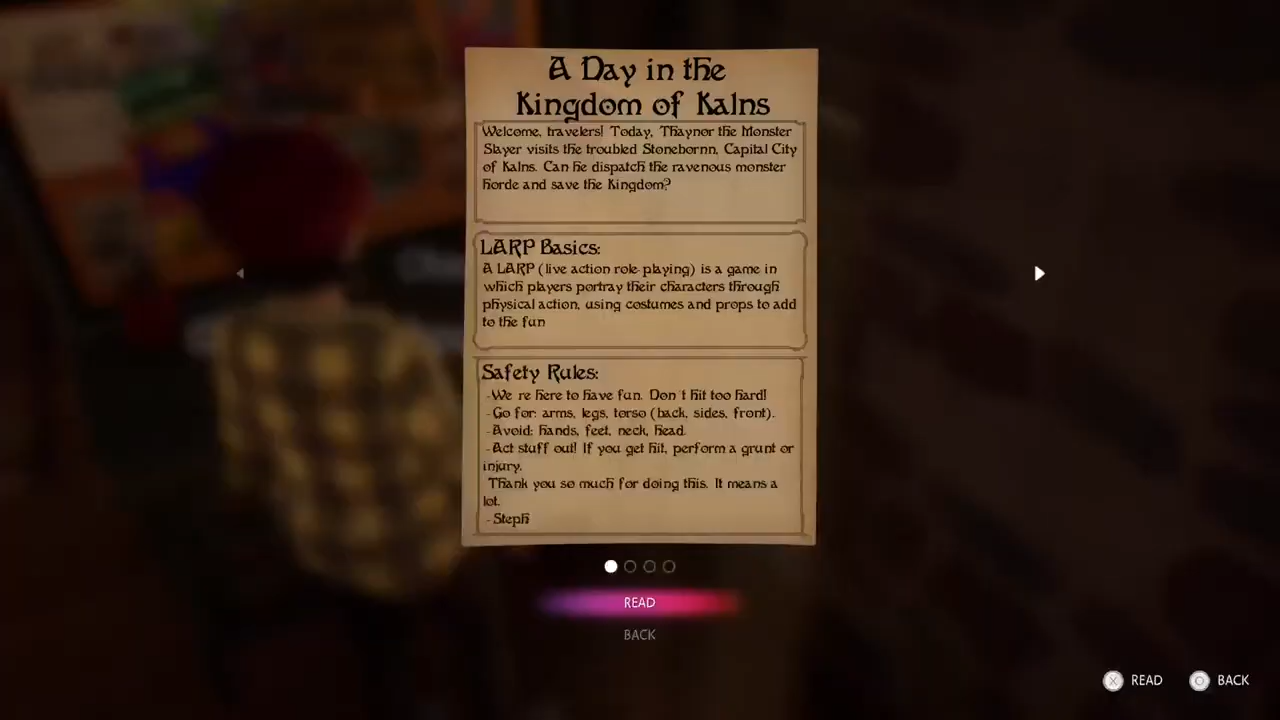 A Day in the
Kingdom of Kalns
Welcome, travelers! Today, Thaynor the Monster
Slayer visits the troubled Stonebornn, Capital City
of Kalns. Can he dispatch the ravenous monster
horde and save the Kingdom?
LARP Basics:
A LARP (live action role-playing) is a game in
which players portray their characters through
physical action, using costumes and props to add
to the fun
Safety Rules:
-We re here to have fun. Don't hit too hard!
-Go for: arms, legs, torso (back, sides, front).
-Avoid: hands, feet, neck, head.
-Act stuff out! If you get hit, perform a grunt or
injury.
Thank you so much for doing this. It means a
lot.
-Steph
READ
BACK
X READ O BACK